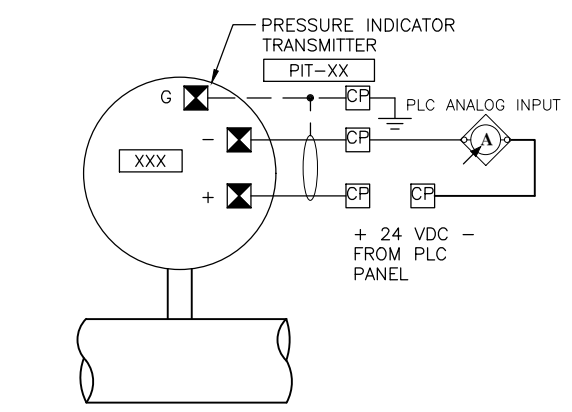 PRESSURE INDICATOR
TRANSMITTER
PIT-XX
G
CP
PLC ANALOG INPUT
-
CP
A
XXX
+
CP
CP
+ 24 VDC -
FROM PLC
PANEL